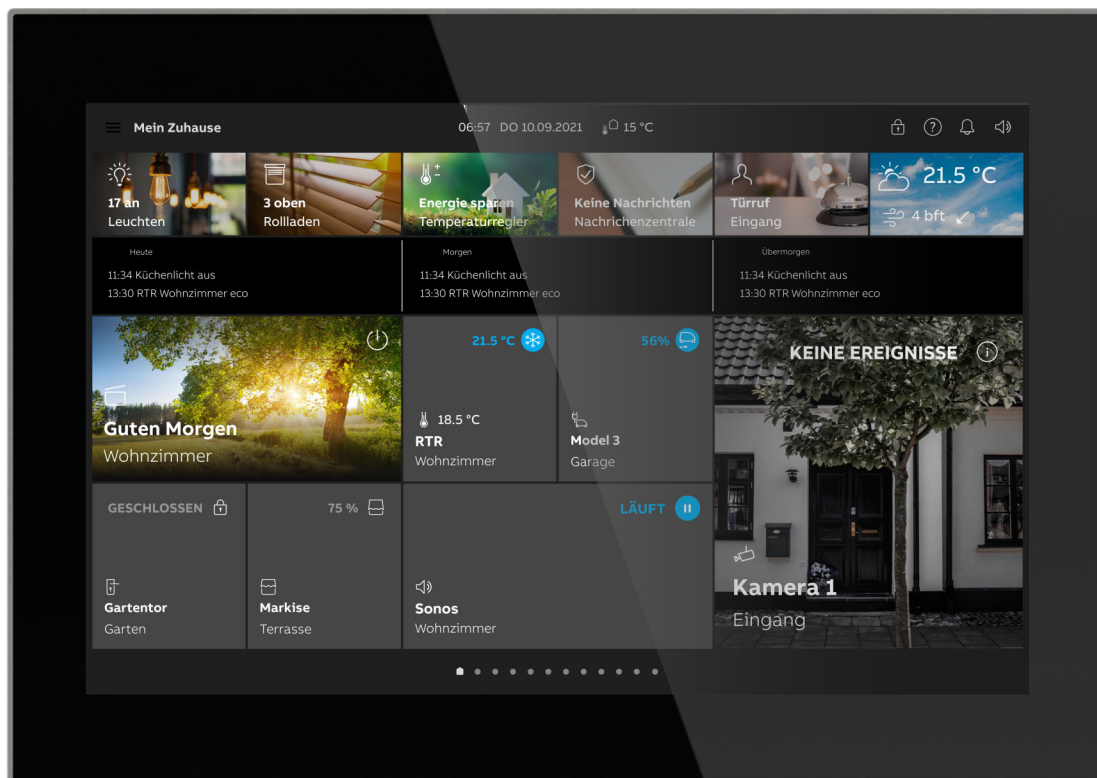 Mein Zuhause
06:57 DO 10.09.2021 15 °C
17 an
Leuchten
3 oben
Rollladen
Energie sparen
Temperaturregler
Keine Nachrichten
Nachrichenzentrale
Türruf
Eingang
21.5 °C
4 bft
Heute
11:34 Küchenlicht aus
13:30 RTR Wohnzimmer eco
Morgen
11:34 Küchenlicht aus
13:30 RTR Wohnzimmer eco
Übermorgen
11:34 Küchenlicht aus
13:30 RTR Wohnzimmer eco
Guten Morgen
Wohnzimmer
21.5 °C
18.5 °C
RTR
Wohnzimmer
56%
Model 3
Garage
KEINE EREIGNISSE
Kamera 1
Eingang
GESCHLOSSEN
Gartentor
Garten
75 %
Markise
Terrasse
LÄUFT
Sonos
Wohnzimmer